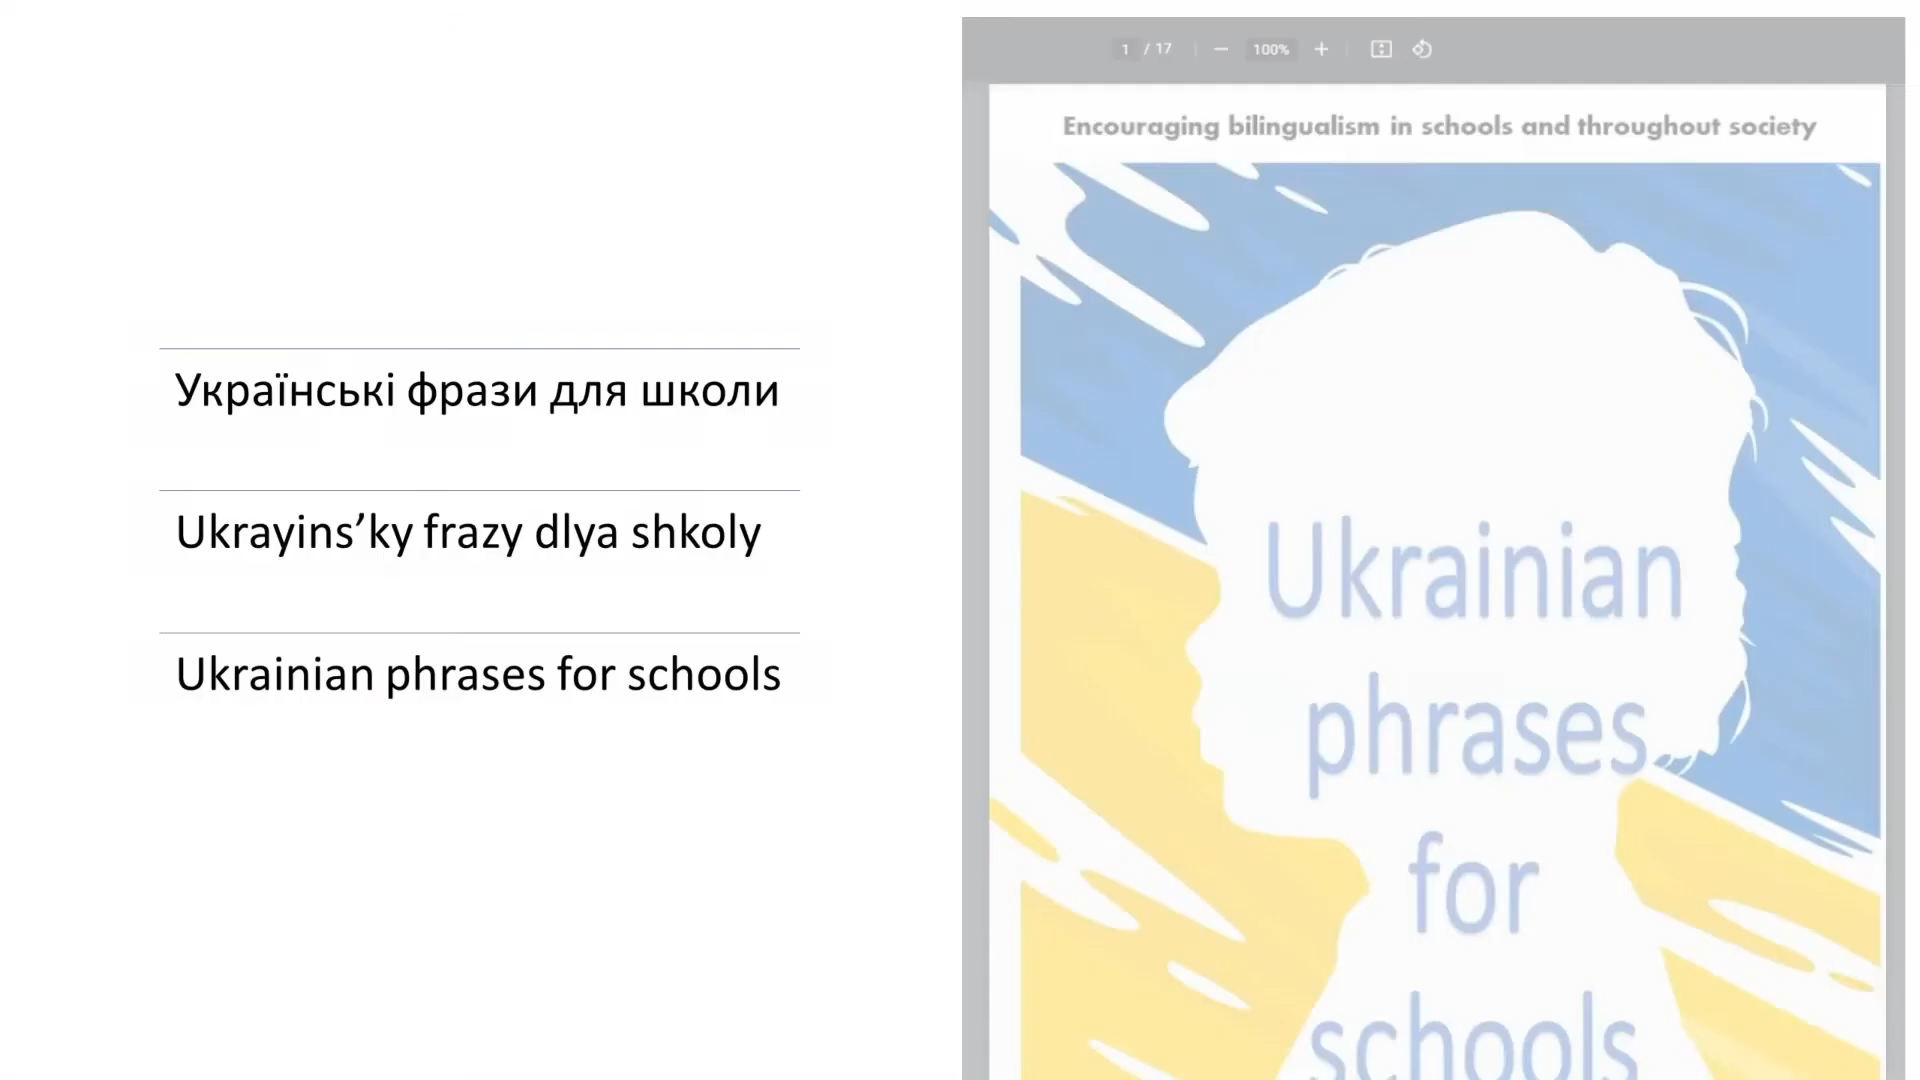 Українські фрази для школи
Ukrayins’ky frazy dlya shkoly
Ukrainian phrases for schools
1 / 17
100%
Encouraging bilingualism in schools and throughout society
Ukrainian
phrases
for
schools